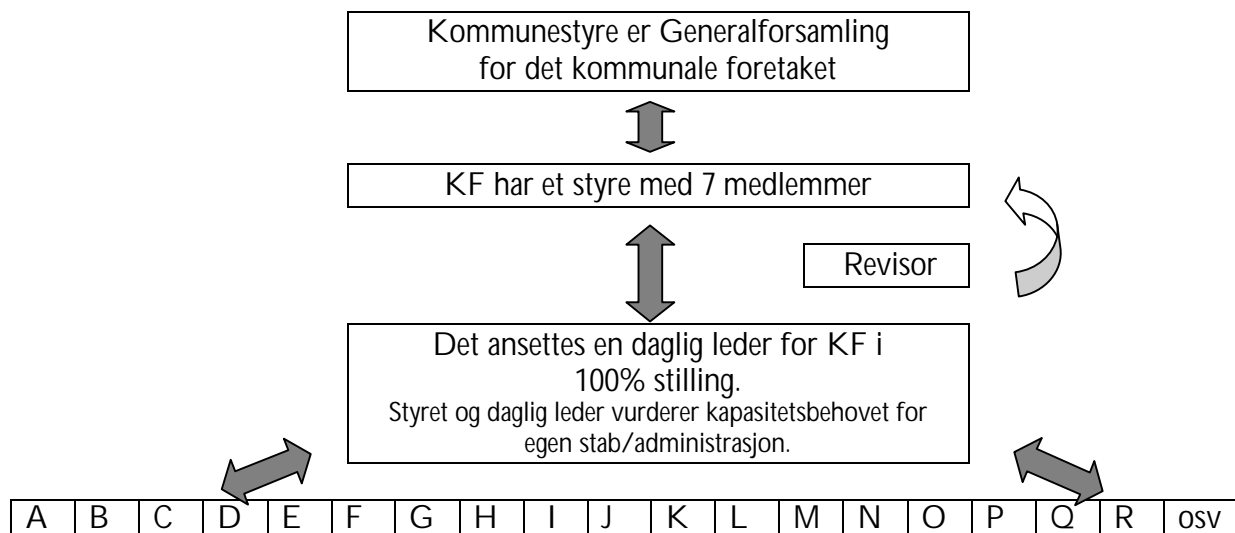 Kommunestyre er Generalforsamling
for det kommunale foretaket
KF har et styre med 7 medlemmer
Revisor
Det ansettes en daglig leder for KF i
100% stilling.
Styret og daglig leder vurderer kapasitetsbehovet for
egen stab/administrasjon.
A B C D E F G H I J K L M N O P Q R osv